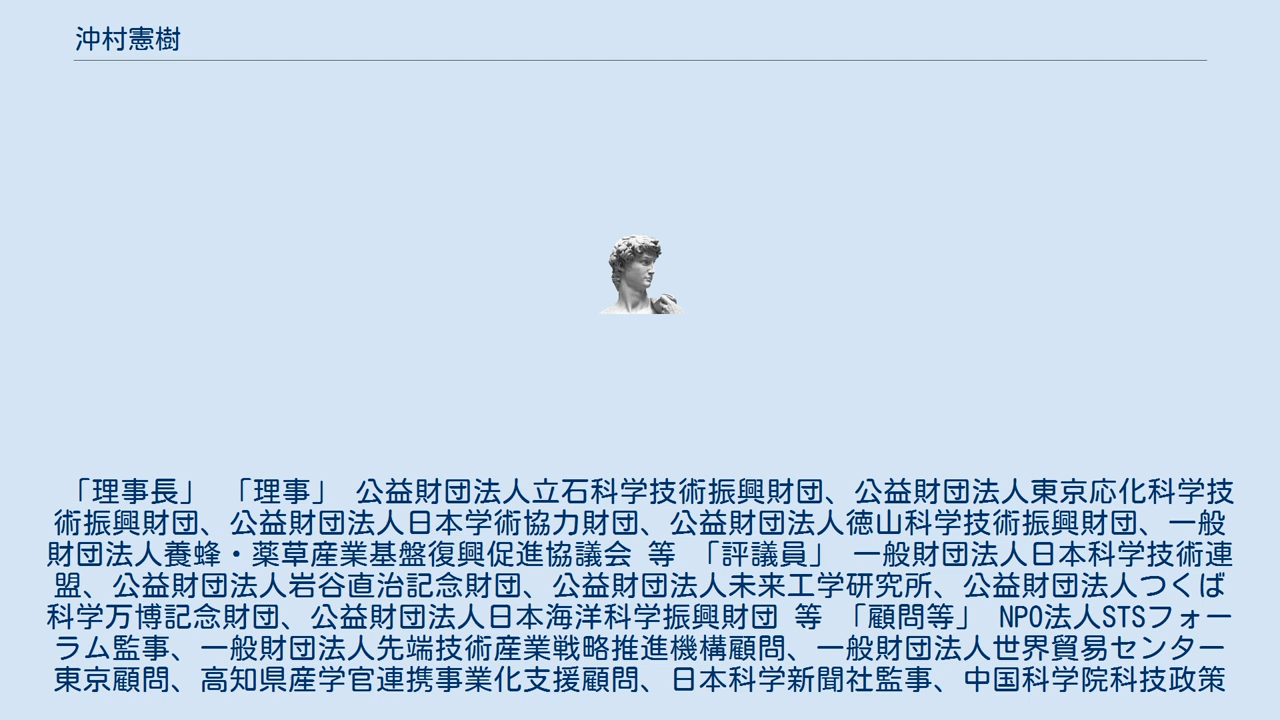 沖村憲樹
「理事長」 「理事」 公益財団法人立石科学技術振興財団、公益財団法人東京応化科学技
術振興財団、公益財団法人日本学術協力財団、公益財団法人徳山科学技術振興財団、一般
財団法人養蜂・薬草産業基盤復興促進協議会 等 「評議員」 一般財団法人日本科学技術連
盟、公益財団法人岩谷直治記念財団、公益財団法人未来工学研究所、公益財団法人つくば
科学万博記念財団、公益財団法人日本海洋科学振興財団 等 「顧問等」 NPO法人STSフォー
ラム監事、一般財団法人先端技術産業戦略推進機構顧問、一般財団法人世界貿易センター
東京顧問、高知県産学官連携事業化支援顧問、日本科学新聞社監事、中国科学院科技政策